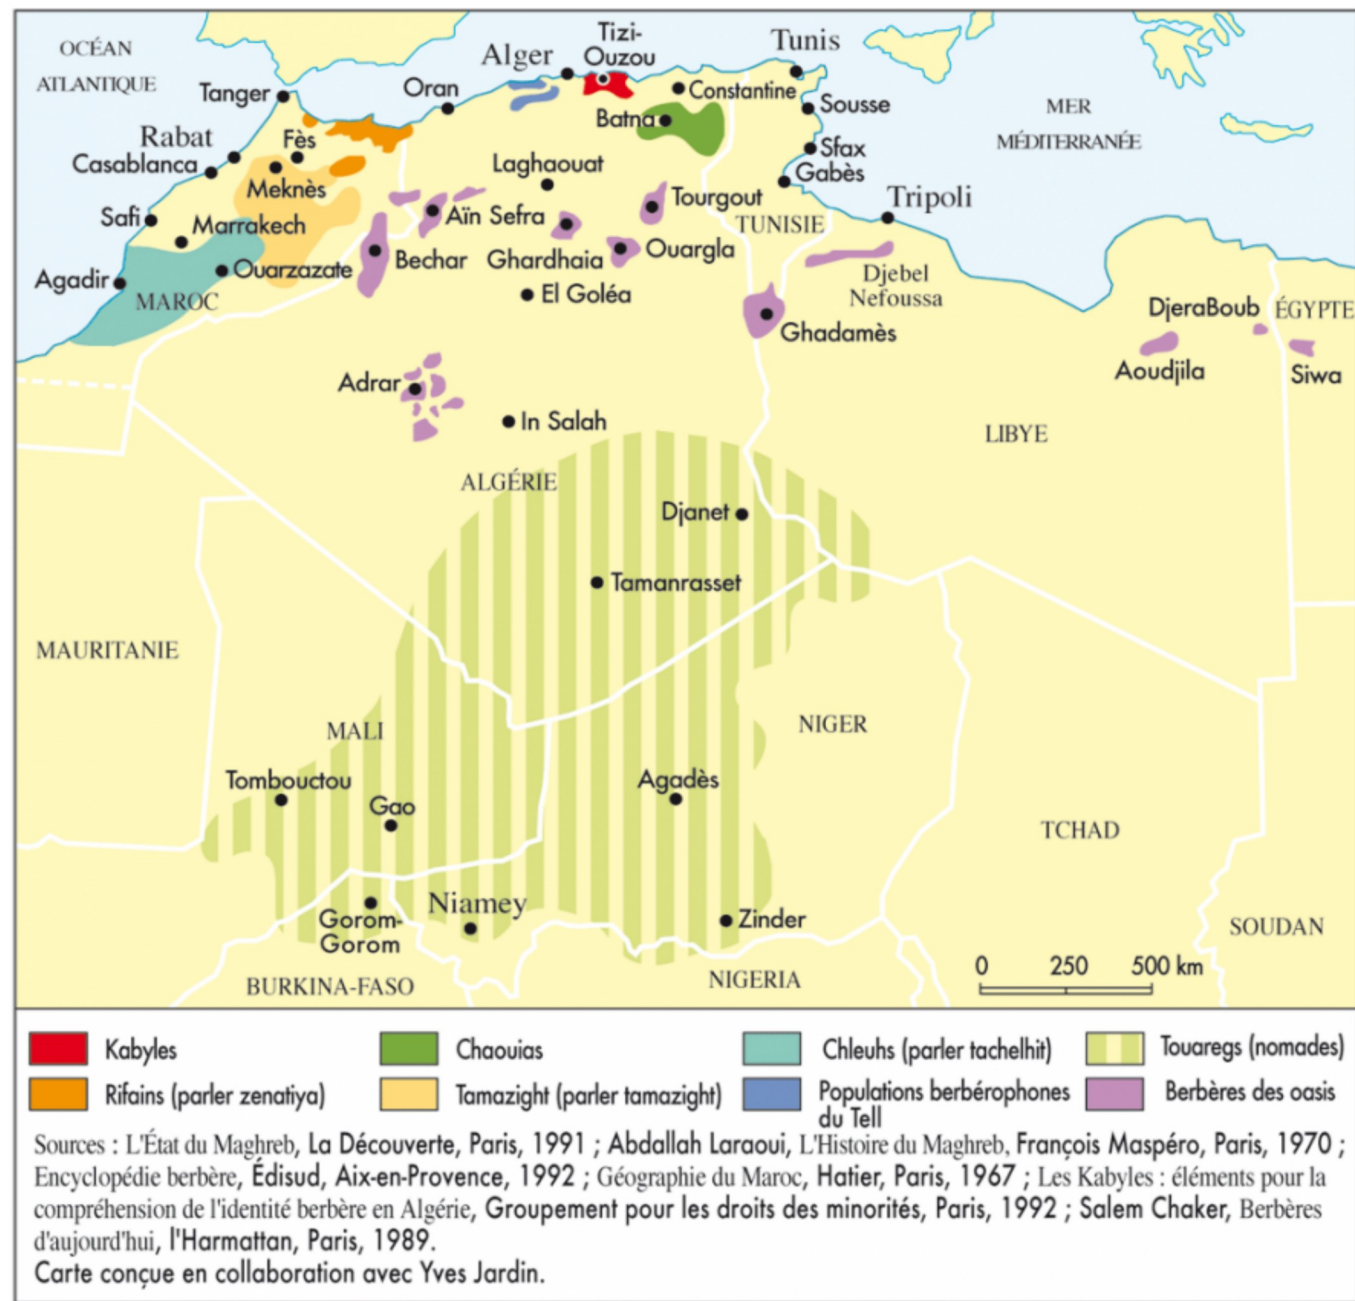 OCÉAN
ATLANTIQUE
Tanger
Rabat
Casablanca
Fès
Meknès
Safi
Marrakech
Agadir
Ouarzazate
MAROC
Oran
Alger
Tizi-
Ouzou
Constantine
Batna
Tunis
Sousse
Sfax
Gabès
MER
MÉDITERRANÉE
Laghaouat
Tourgout
TUNISIE
Tripoli
Aïn Sefra
Bechar
Ghardhaia
Ouargla
El Goléa
Djebel
Nefoussa
Ghadamès
DjeraBoub
ÉGYPTE
Aoudjila
Siwa
Adrar
In Salah
LIBYE
ALGÉRIE
Djanet
Tamanrasset
MAURITANIE
MALI
NIGER
Tombouctou
Gao
Agadès
TCHAD
Gorom-
Gorom
Niamey
Zinder
SOUDAN
BURKINA-FASO
NIGERIA
0 250 500 km
Kabyles
Chaouias
Chleuhs (parler tachelhit)
Touaregs (nomades)
Rifains (parler zenatiya)
Tamazight (parler tamazight)
Populations berbérophones
du Tell
Berbères des oasis
Sources : L'État du Maghreb, La Découverte, Paris, 1991 ; Abdallah Laraoui, L'Histoire du Maghreb, François Maspéro, Paris, 1970 ;
Encyclopédie berbère, Édisud, Aix-en-Provence, 1992 ; Géographie du Maroc, Hatier, Paris, 1967 ; Les Kabyles : éléments pour la
compréhension de l'identité berbère en Algérie, Groupement pour les droits des minorités, Paris, 1992 ; Salem Chaker, Berbères
d'aujourd'hui, l'Harmattan, Paris, 1989.
Carte conçue en collaboration avec Yves Jardin.